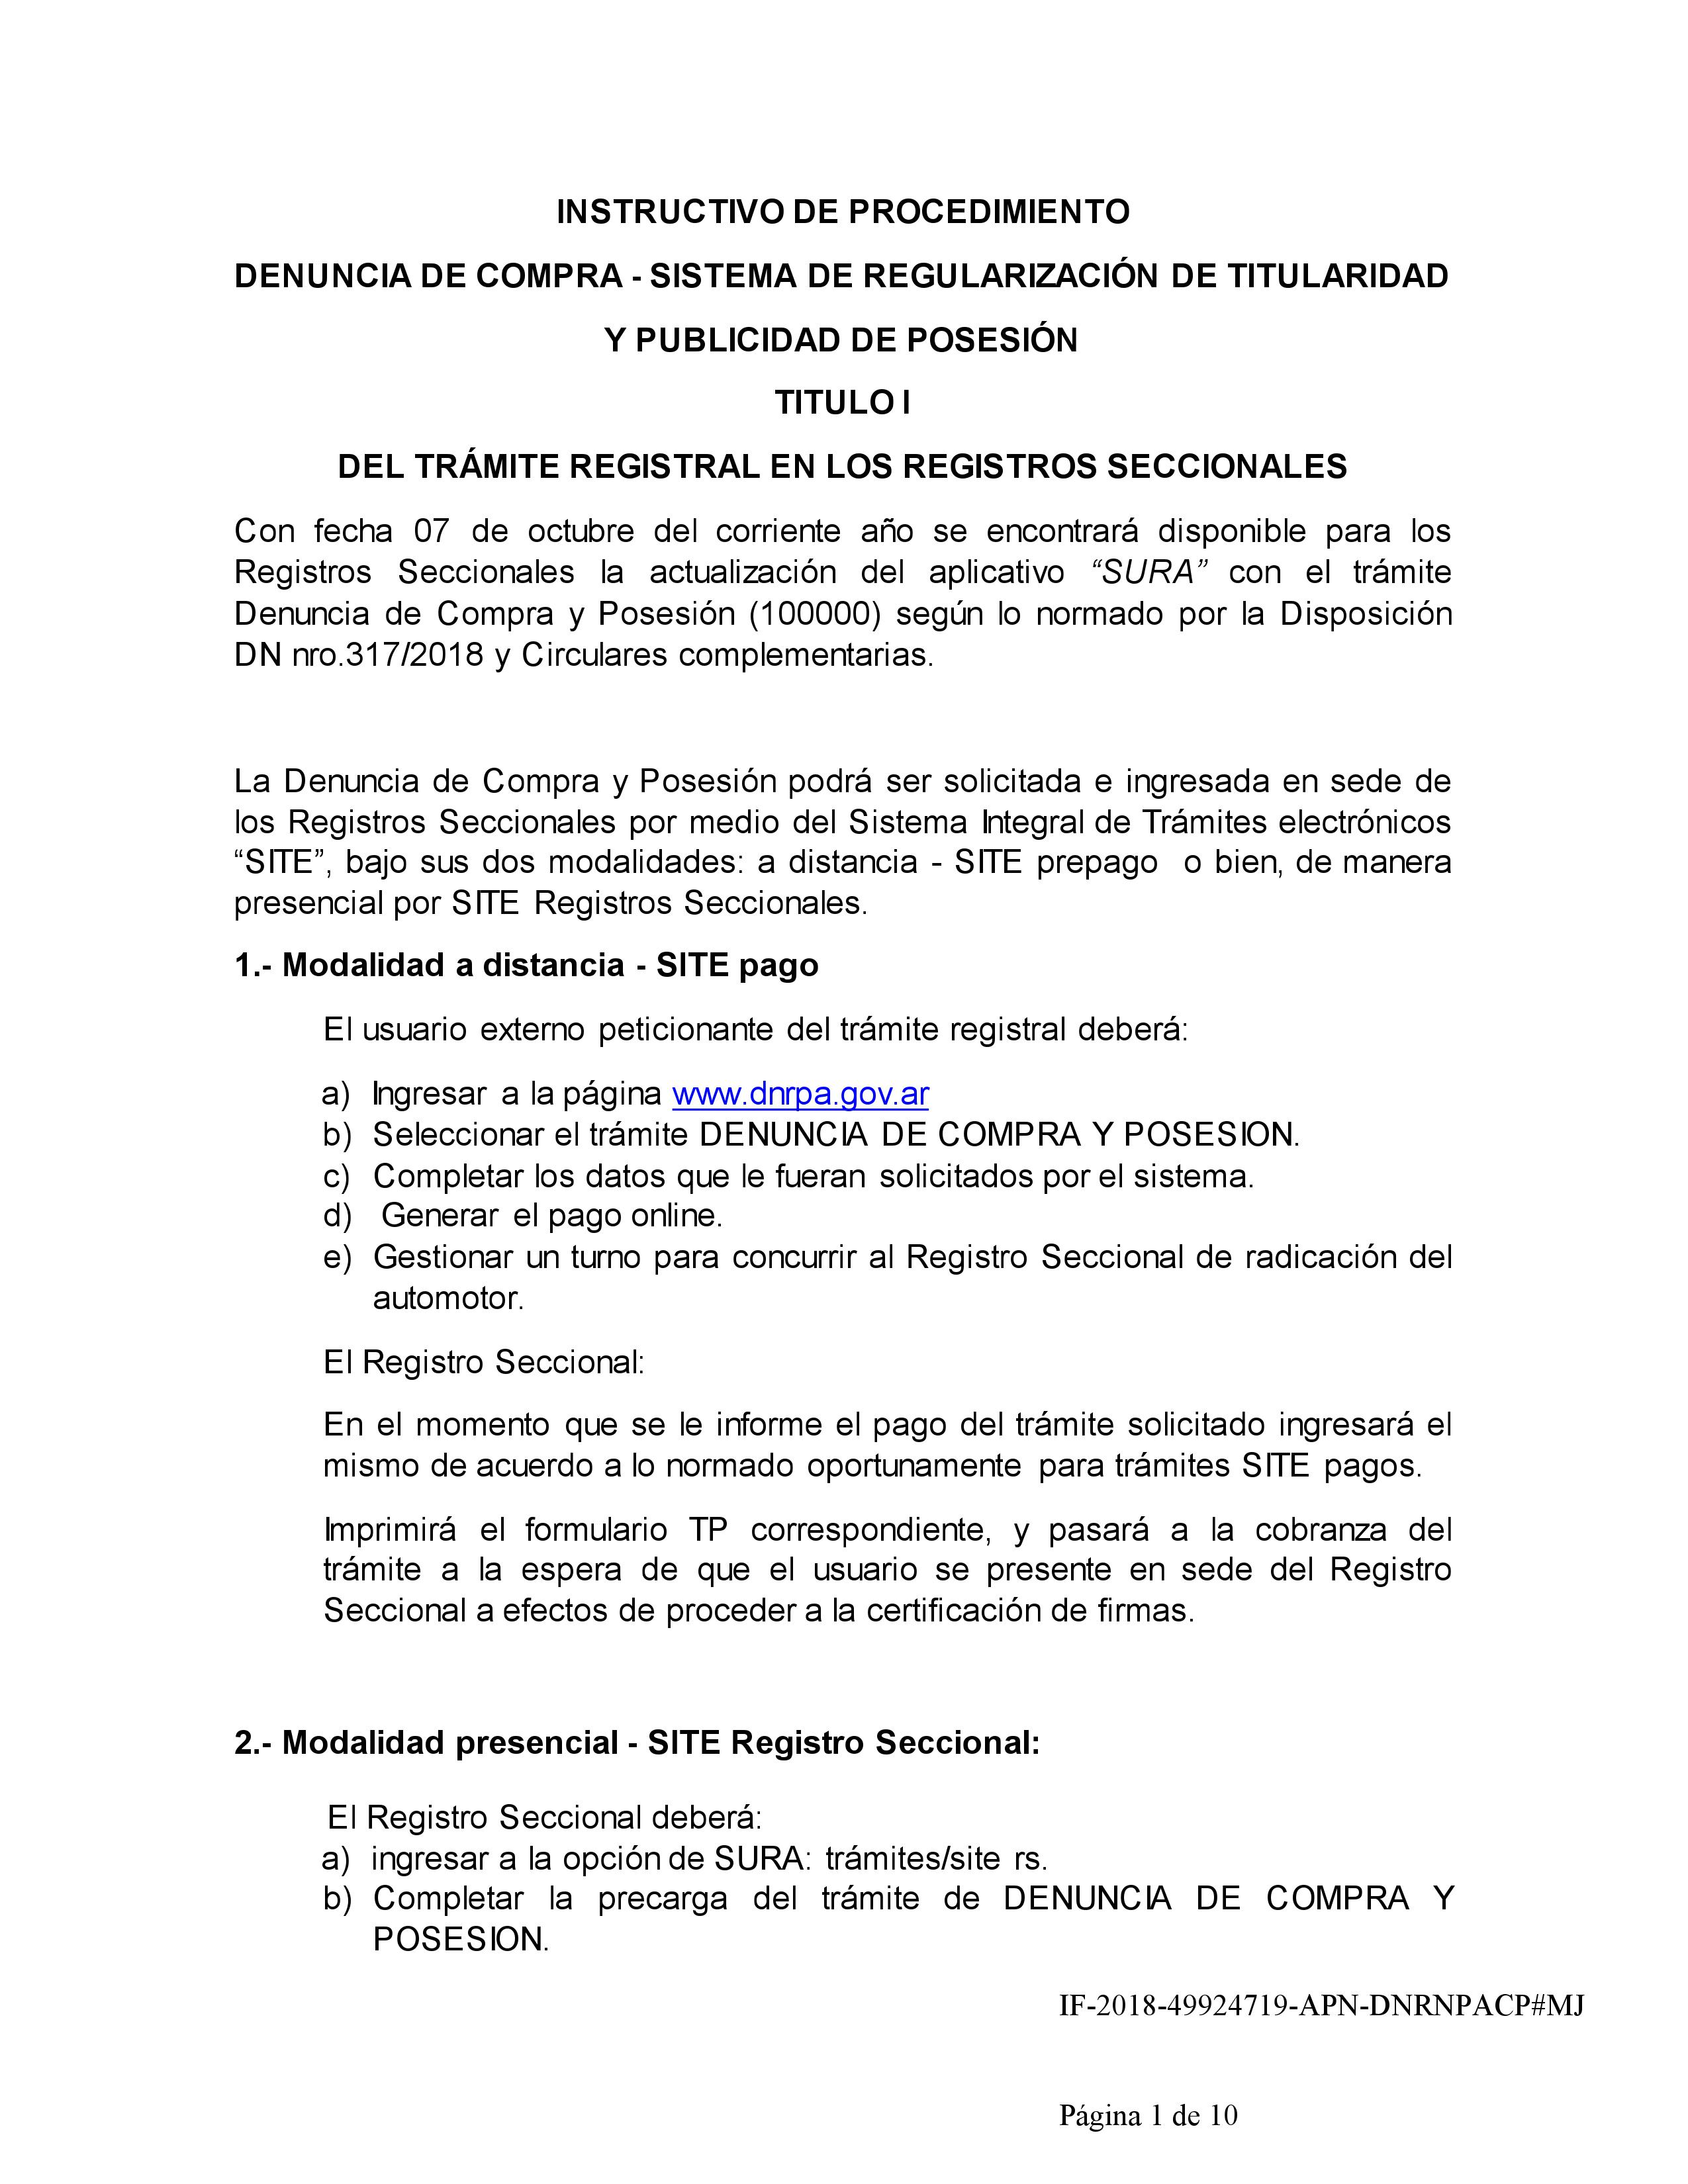 INSTRUCTIVO DE PROCEDIMIENTO
DENUNCIA DE COMPRA - SISTEMA DE REGULARIZACIÓN DE TITULARIDAD
Y PUBLICIDAD DE POSESIÓN
TITULO I
DEL TRÁMITE REGISTRAL EN LOS REGISTROS SECCIONALES
Con fecha 07 de octubre del corriente año se encontrará disponible para los
Registros Seccionales la actualización del aplicativo “SURA” con el trámite
Denuncia de Compra y Posesión (100000) según lo normado por la Disposición
DN nro.317/2018 y Circulares complementarias.
La Denuncia de Compra y Posesión podrá ser solicitada e ingresada en sede de
los Registros Seccionales por medio del Sistema Integral de Trámites electrónicos
“SITE”, bajo sus dos modalidades: a distancia - SITE prepago o bien, de manera
presencial por SITE Registros Seccionales.
1.- Modalidad a distancia - SITE pago
El usuario externo peticionante del trámite registral deberá:
a) Ingresar a la página www.dnrpa.gov.ar
b) Seleccionar el trámite DENUNCIA DE COMPRA Y POSESION.
c) Completar los datos que le fueran solicitados por el sistema.
d) Generar el pago online.
e) Gestionar un turno para concurrir al Registro Seccional de radicación del
automotor.
El Registro Seccional:
En el momento que se le informe el pago del trámite solicitado ingresará el
mismo de acuerdo a lo normado oportunamente para trámites SITE pagos.
Imprimirá el formulario TP correspondiente, y pasará a la cobranza del
trámite a la espera de que el usuario se presente en sede del Registro
Seccional a efectos de proceder a la certificación de firmas.
2.- Modalidad presencial - SITE Registro Seccional:
El Registro Seccional deberá:
a) ingresar a la opción de SURA: trámites/site rs.
b) Completar la precarga del trámite de DENUNCIA DE COMPRA Y
POSESION.
IF-2018-49924719-APN-DNRNPACP#MJ
Página 1 de 10